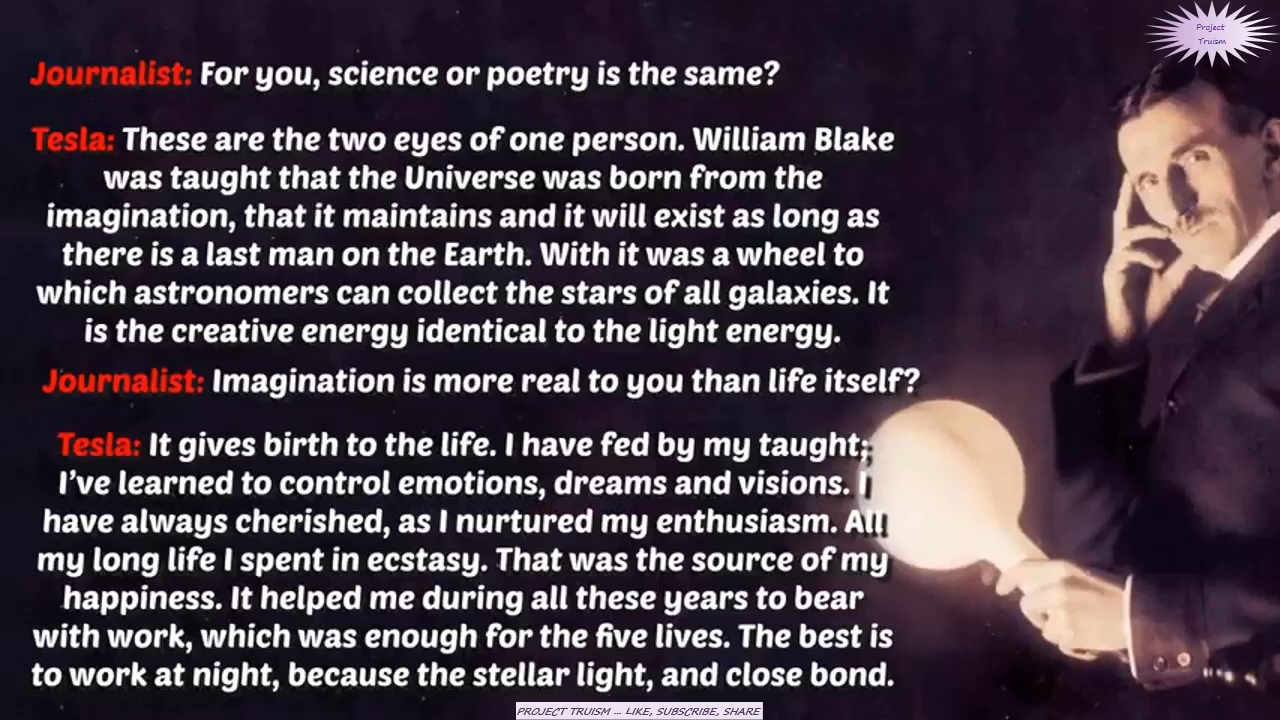 Project
Truism
Journalist: For you, science or poetry is the same?
Tesla: These are the two eyes of one person. William Blake
was taught that the Universe was born from the
imagination, that it maintains and it will exist as long as
there is a last man on the Earth. With it was a wheel to
which astronomers can collect the stars of all galaxies. It
is the creative energy identical to the light energy.
Journalist: Imagination is more real to you than life itself?
Tesla: It gives birth to the life. I have fed by my taught;
I've learned to control emotions, dreams and visions. I
have always cherished, as I nurtured my enthusiasm. All
my long life I spent in ecstasy. That was the source of my
happiness. It helped me during all these years to bear
with work, which was enough for the five lives. The best is
to work at night, because the stellar light, and close bond.
PROJECT TRUISM ... LIKE, SUBSCRIBE, SHARE